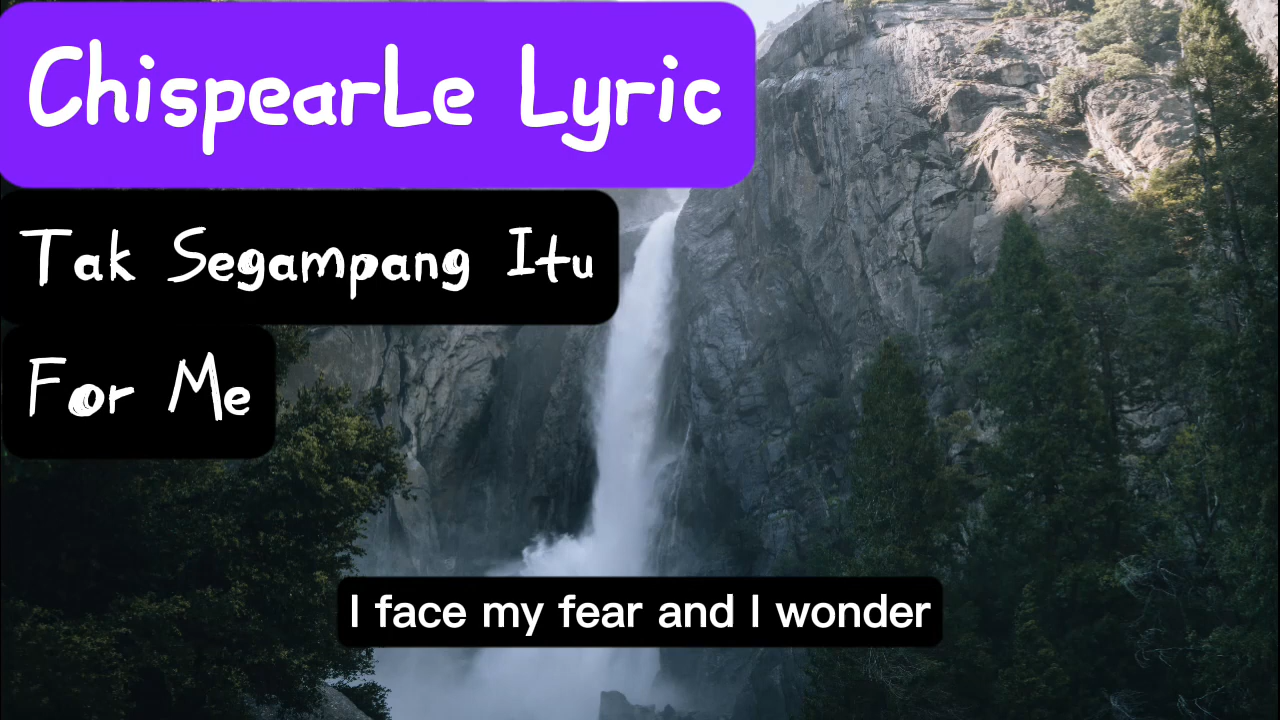 ChispearLe Lyric
Tak Segampang Itu
For Me
I face my fear and I wonder